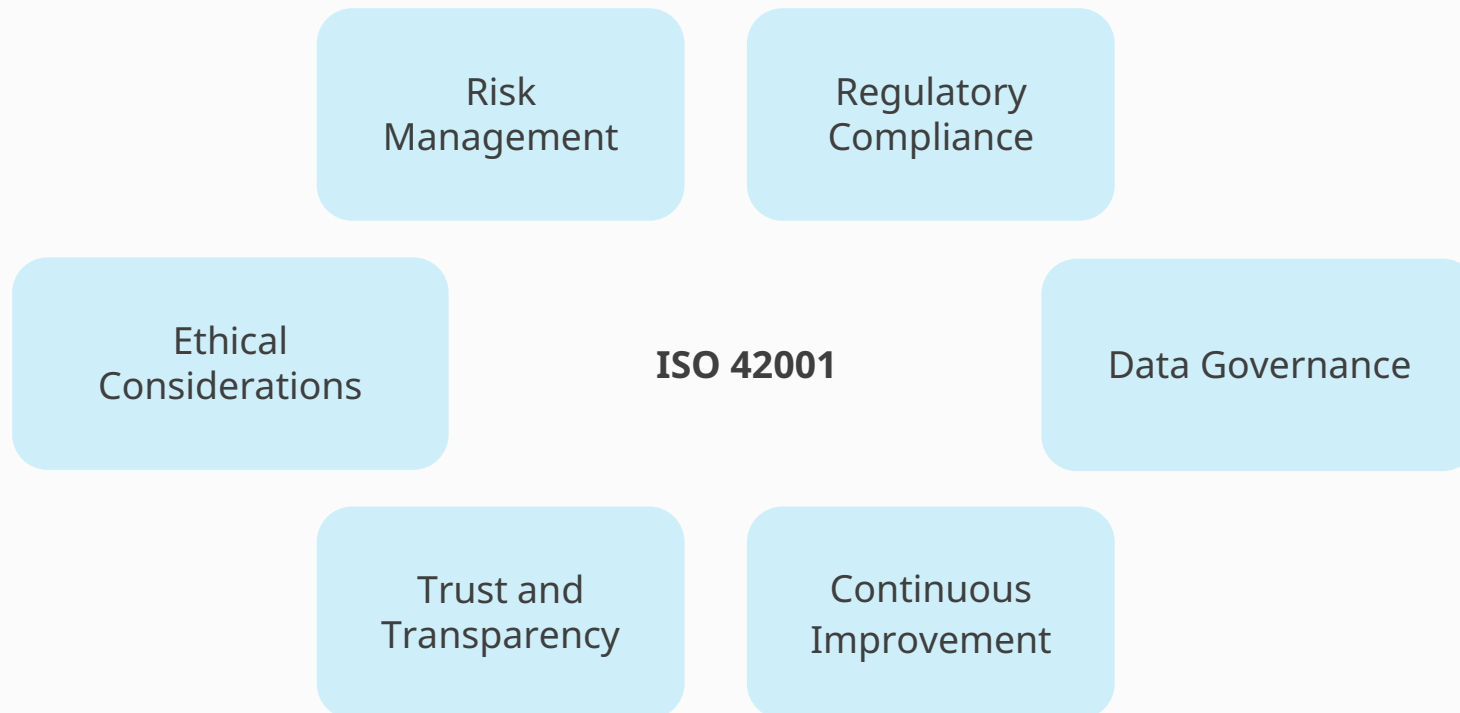 Risk
Management
Regulatory
Compliance
Ethical
Considerations
ISO 42001
Data Governance
Trust and
Transparency
Continuous
Improvement